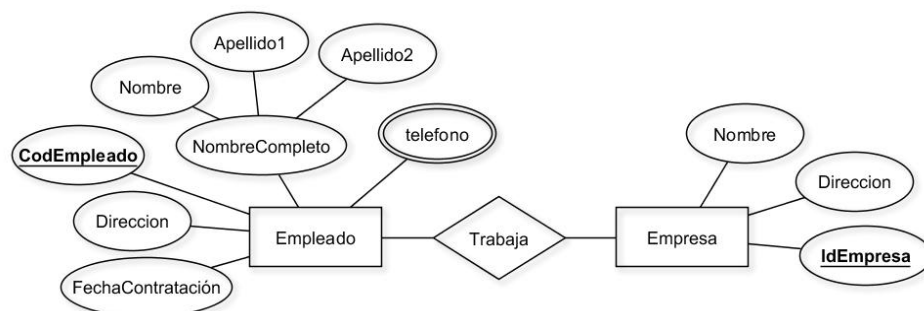 Apellido1
Apellido2
Nombre
telefono
Nombre
NombreCompleto
CodEmpleado
Direccion
Direccion
Empleado
Trabaja
Empresa
IdEmpresa
FechaContratación